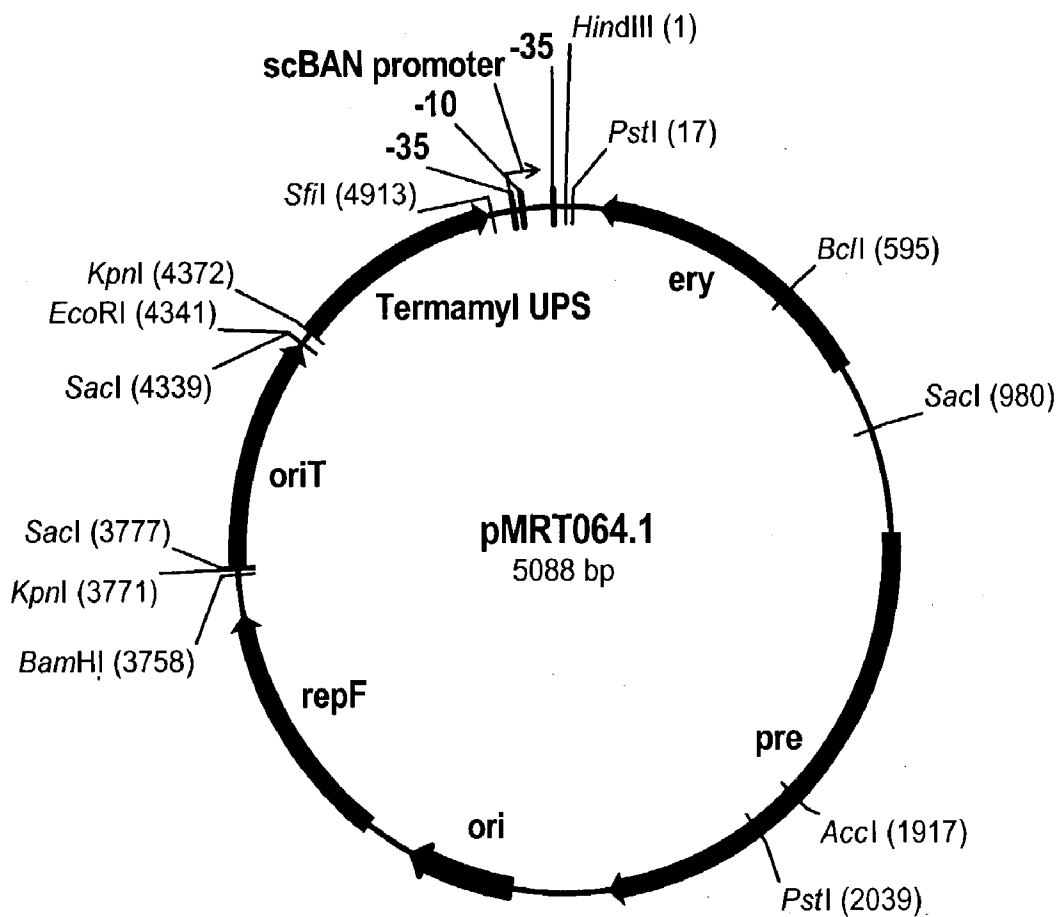 HindIII (1)
-35
scBAN promoter
-10
-35
PstI (17)
SfiI (4913)
BclI (595)
ery
KpnI (4372)
EcoRI (4341)
Termamyl UPS
SacI (4339)
SacI (980)
oriT
SacI (3777)
pMRT064.1
5088 bp
KpnI (3771)
BamHI (3758)
repF
pre
ori
AccI (1917)
PstI (2039)